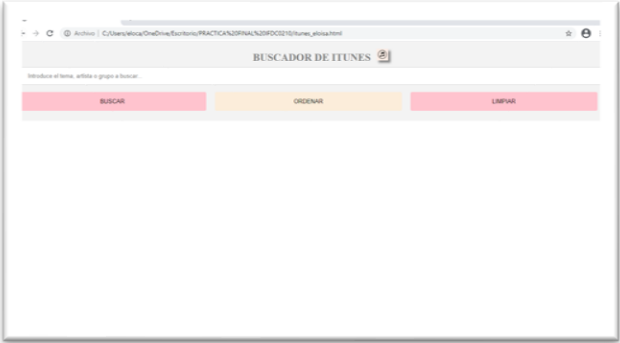 Archivo | C:/Users/eloca/OneDrive/Escritorio/PRACTICA%20FINAL%20IFDC0210/itunes_eloisa.html
BUSCADOR DE ITUNES
Introduce el tema, artista o grupo a buscar...
BUSCAR ORDENAR LIMPIAR